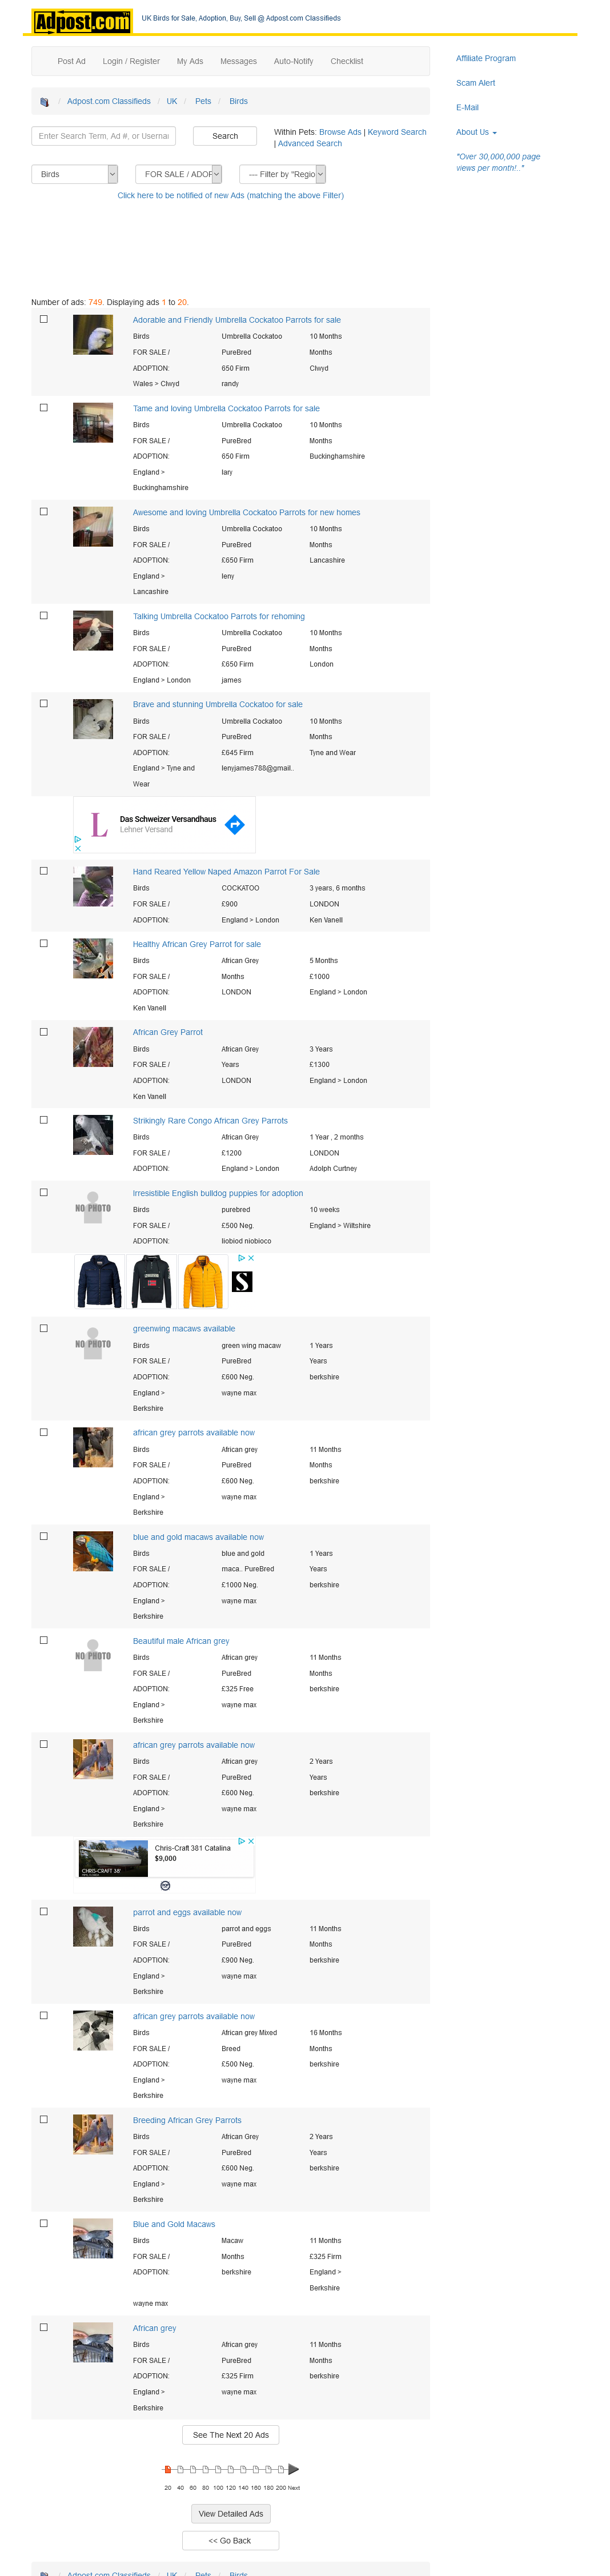 Adpost.com™
UK Birds for Sale, Adoption, Buy, Sell @ Adpost.com Classifieds
Post Ad
Login / Register
My Ads
Messages
Auto-Notify
Checklist
Affiliate Program
Scam Alert
E-Mail
About Us
"Over 30,000,000 page
views per month!.."
/ Adpost.com Classifieds / UK / Pets / Birds
Enter Search Term, Ad #, or Userna
Search
Within Pets: Browse Ads | Keyword Search
| Advanced Search
Birds
FOR SALE / ADOP
--- Filter by "Regio
Click here to be notified of new Ads (matching the above Filter)
Number of ads: 749. Displaying ads 1 to 20.
Adorable and Friendly Umbrella Cockatoo Parrots for sale
Birds Umbrella Cockatoo 10 Months
FOR SALE / PureBred Months
ADOPTION: 650 Firm Clwyd
Wales > Clwyd randy
Tame and loving Umbrella Cockatoo Parrots for sale
Birds Umbrella Cockatoo 10 Months
FOR SALE / PureBred Months
ADOPTION: 650 Firm Buckinghamshire
England > lary
Buckinghamshire
Awesome and loving Umbrella Cockatoo Parrots for new homes
Birds Umbrella Cockatoo 10 Months
FOR SALE / PureBred Months
ADOPTION: £650 Firm Lancashire
England > leny
Lancashire
Talking Umbrella Cockatoo Parrots for rehoming
Birds Umbrella Cockatoo 10 Months
FOR SALE / PureBred Months
ADOPTION: £650 Firm London
England > London james
Brave and stunning Umbrella Cockatoo for sale
Birds Umbrella Cockatoo 10 Months
FOR SALE / PureBred Months
ADOPTION: £645 Firm Tyne and Wear
England > Tyne and lenyjames788@gmail..
Wear
L
Das Schweizer Versandhaus
Lehner Versand
Hand Reared Yellow Naped Amazon Parrot For Sale
Birds COCKATOO 3 years, 6 months
FOR SALE / £900 LONDON
ADOPTION: England > London Ken Vanell
Healthy African Grey Parrot for sale
Birds African Grey 5 Months
FOR SALE / Months £1000
ADOPTION: LONDON England > London
Ken Vanell
African Grey Parrot
Birds African Grey 3 Years
FOR SALE / Years £1300
ADOPTION: LONDON England > London
Ken Vanell
Strikingly Rare Congo African Grey Parrots
Birds African Grey 1 Year , 2 months
FOR SALE / £1200 LONDON
ADOPTION: England > London Adolph Curtney
Irresistible English bulldog puppies for adoption
NO PHOTO
Birds purebred 10 weeks
FOR SALE / £500 Neg. England > Wiltshire
ADOPTION: liobiod niobioco
S
greenwing macaws available
NO PHOTO
Birds green wing macaw 1 Years
FOR SALE / PureBred Years
ADOPTION: £600 Neg. berkshire
England > wayne max
Berkshire
african grey parrots available now
Birds African grey 11 Months
FOR SALE / PureBred Months
ADOPTION: £600 Neg. berkshire
England > wayne max
Berkshire
blue and gold macaws available now
Birds blue and gold 1 Years
FOR SALE / maca.. PureBred Years
ADOPTION: £1000 Neg. berkshire
England > wayne max
Berkshire
Beautiful male African grey
NO PHOTO
Birds African grey 11 Months
FOR SALE / PureBred Months
ADOPTION: £325 Free berkshire
England > wayne max
Berkshire
african grey parrots available now
Birds African grey 2 Years
FOR SALE / PureBred Years
ADOPTION: £600 Neg. berkshire
England > wayne max
Berkshire
Chris-Craft 381 Catalina
$9,000
CHRIS-CRAFT 38'
parrot and eggs available now
Birds parrot and eggs 11 Months
FOR SALE / PureBred Months
ADOPTION: £900 Neg. berkshire
England > wayne max
Berkshire
african grey parrots available now
Birds African grey Mixed 16 Months
FOR SALE / Breed Months
ADOPTION: £500 Neg. berkshire
England > wayne max
Berkshire
Breeding African Grey Parrots
Birds African Grey 2 Years
FOR SALE / PureBred Years
ADOPTION: £600 Neg. berkshire
England > wayne max
Berkshire
Blue and Gold Macaws
Birds Macaw 11 Months
FOR SALE / Months £325 Firm
ADOPTION: berkshire England >
Berkshire
wayne max
African grey
Birds African grey 11 Months
FOR SALE / PureBred Months
ADOPTION: £325 Firm berkshire
England > wayne max
Berkshire
See The Next 20 Ads
20 40 60 80 100 120 140 160 180 200 Next
View Detailed Ads
<< Go Back
/ Adpost.com Classifieds / UK / Pets / Birds